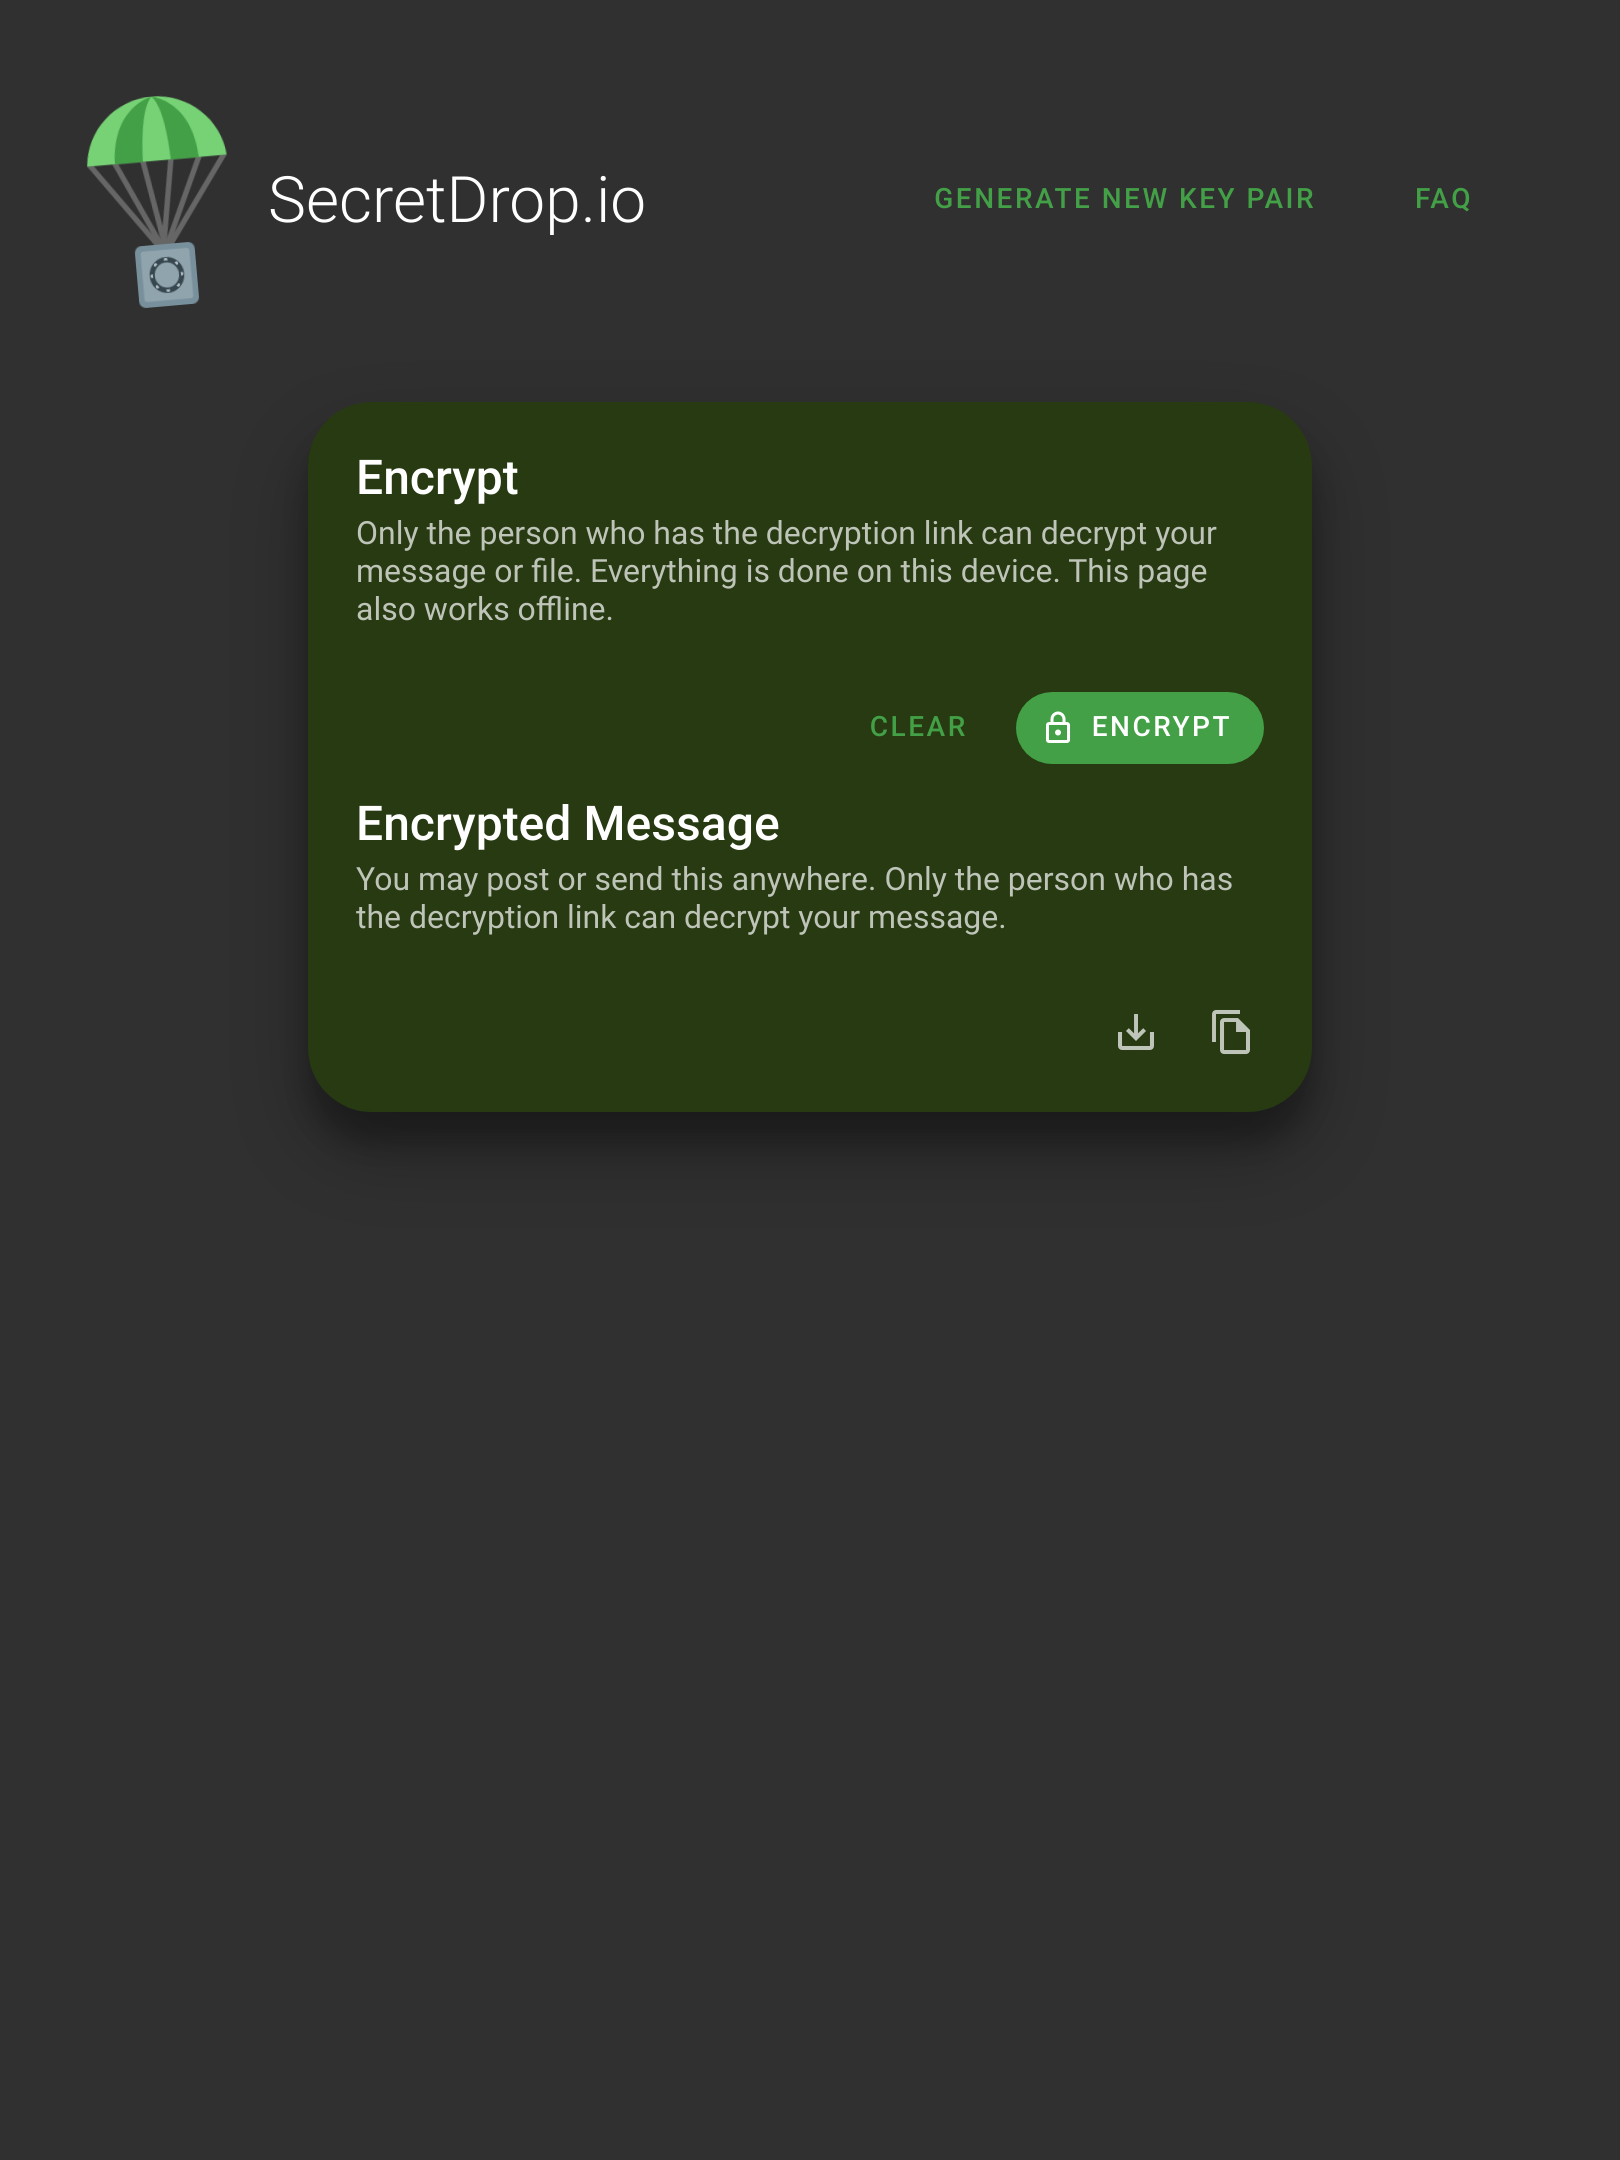 SecretDrop.io
GENERATE NEW KEY PAIR
FAQ
Encrypt
Only the person who has the decryption link can decrypt your
message or file. Everything is done on this device. This page
also works offline.
CLEAR
ENCRYPT
Encrypted Message
You may post or send this anywhere. Only the person who has
the decryption link can decrypt your message.